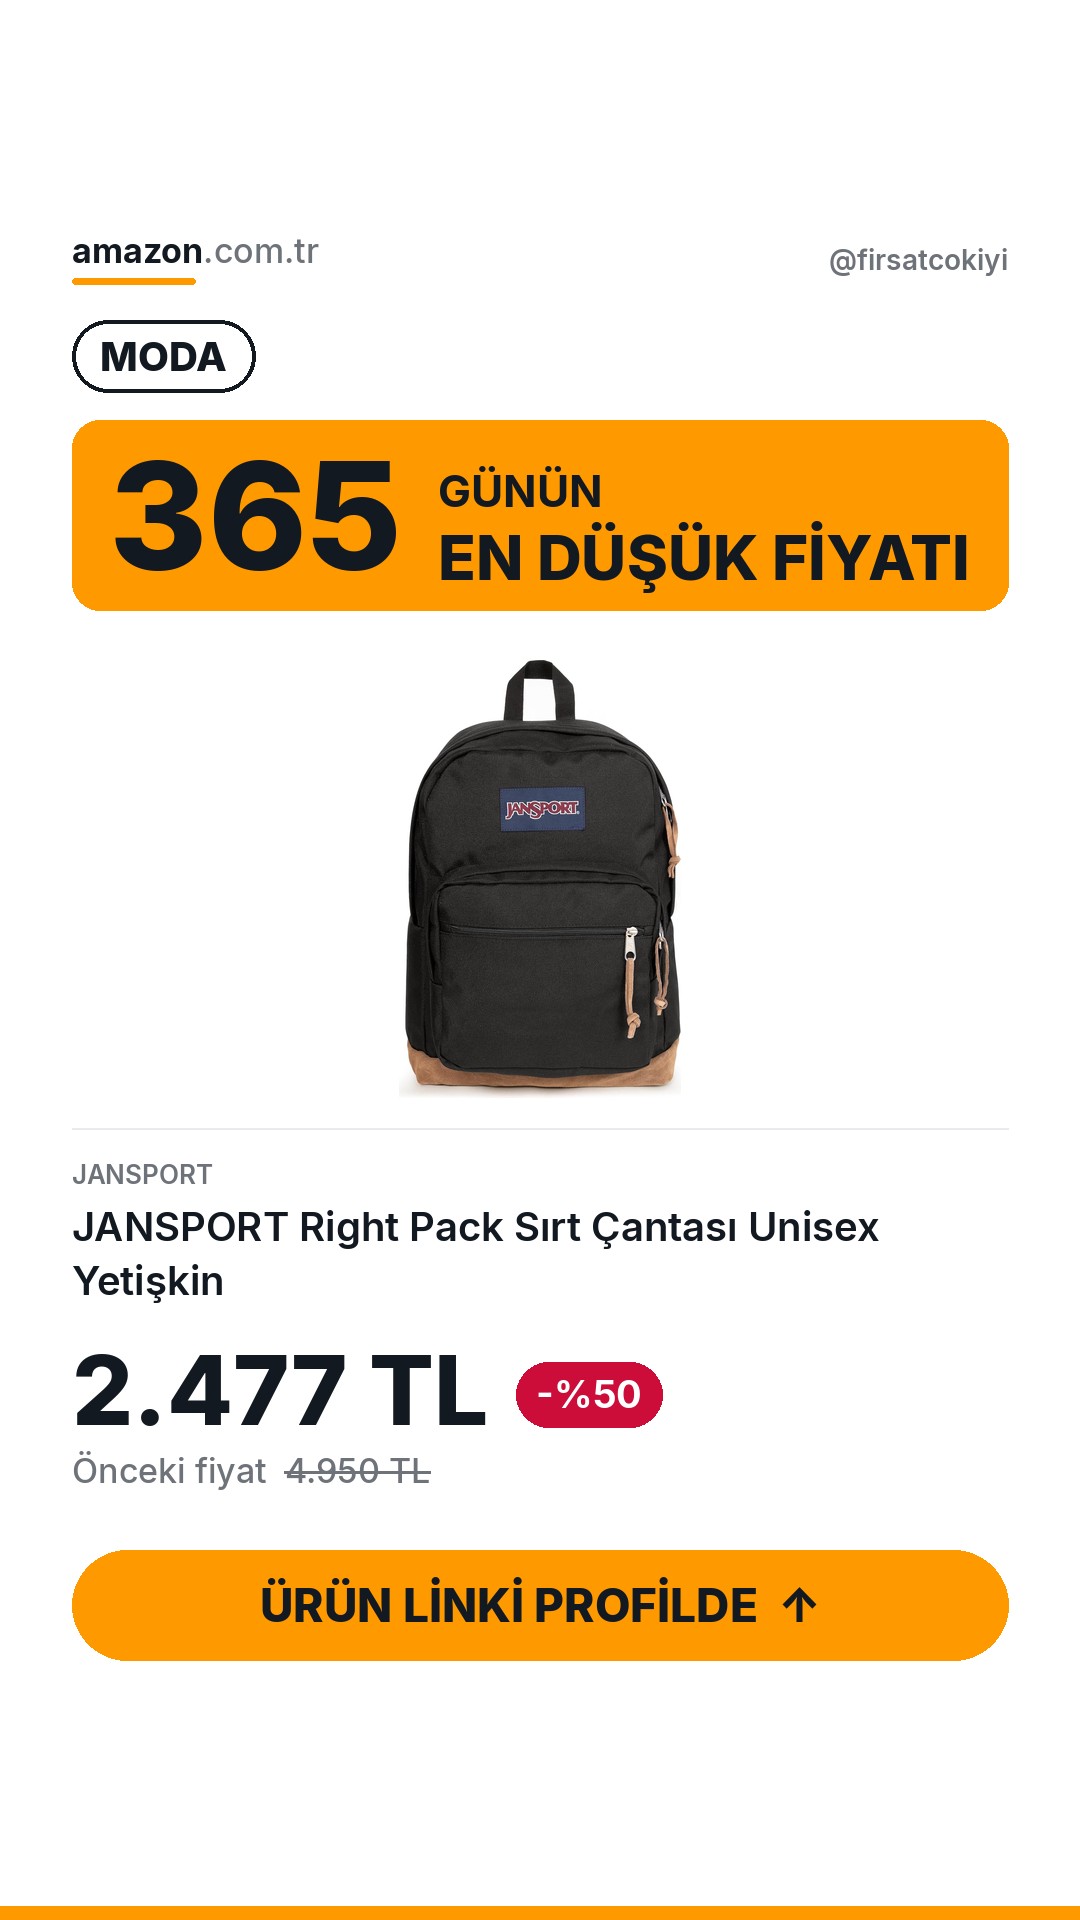 amazon.com.tr
@firsatcokiyi
MODA
365
GÜNÜN
EN DÜŞÜK FİYATI
JANSPORT
JANSPORT
JANSPORT Right Pack Sırt Çantası Unisex
Yetişkin
2.477 TL
-%50
Önceki fiyat 4.950 TL
ÜRÜN LİNKİ PROFİLDE ↑